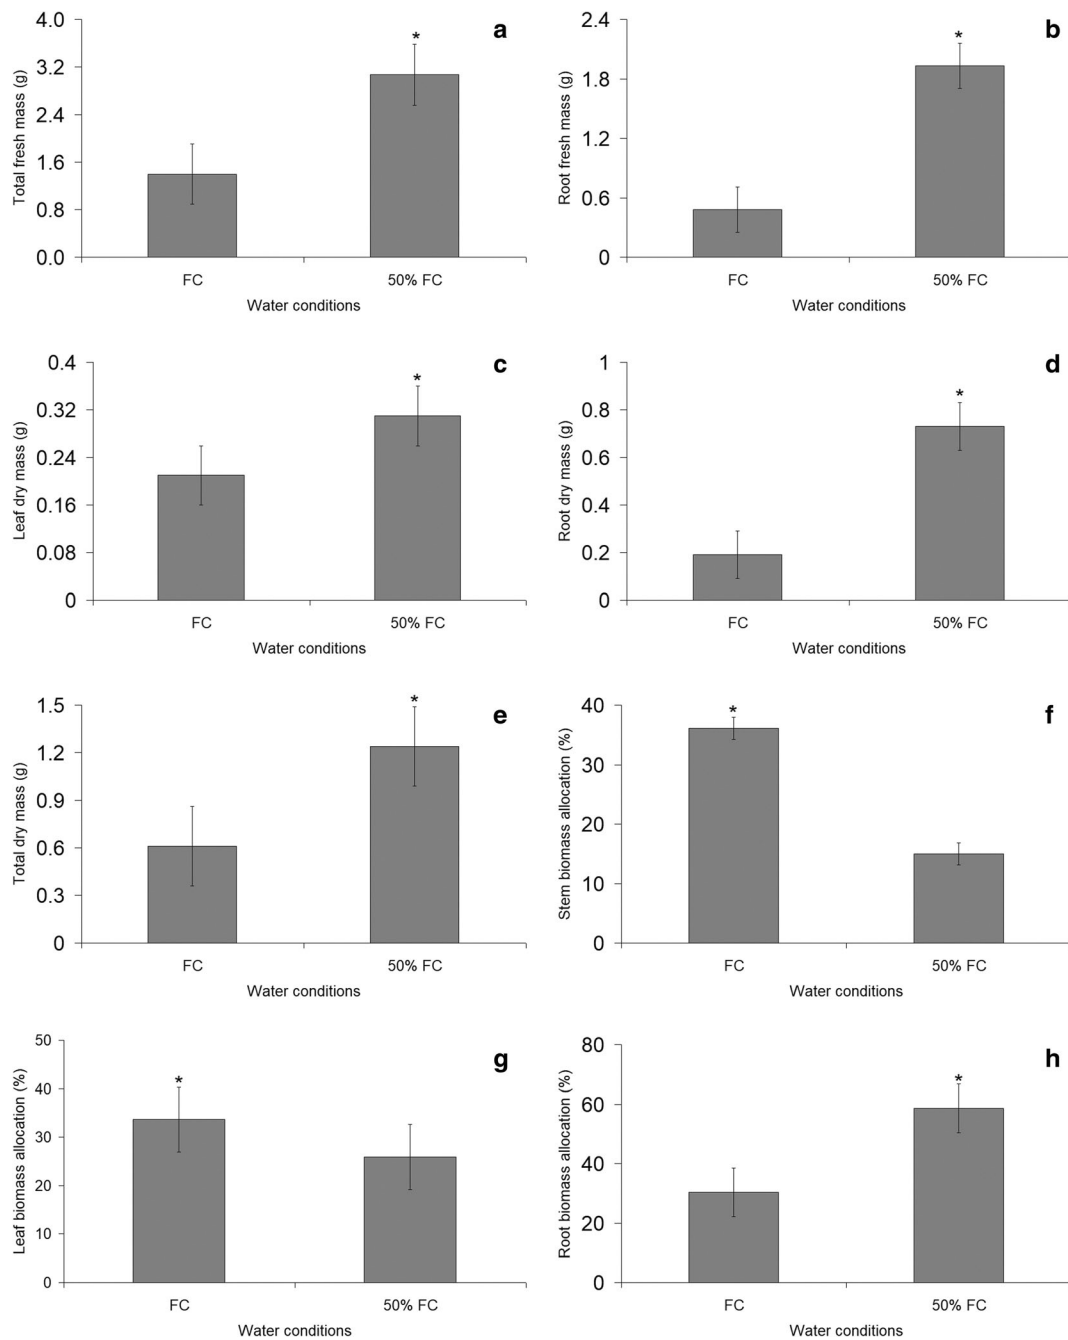 a
Total fresh mass (g)
4.0
3.2
2.4
1.6
0.8
0.0
*
FC
50% FC
Water conditions
b
Root fresh mass (g)
2.4
1.8
1.2
0.6
0
*
FC
50% FC
Water conditions
c
Leaf dry mass (g)
0.4
0.32
0.24
0.16
0.08
0
*
FC
50% FC
Water conditions
d
Root dry mass (g)
1
0.8
0.6
0.4
0.2
0
*
FC
50% FC
Water conditions
e
Total dry mass (g)
1.5
1.2
0.9
0.6
0.3
0
*
FC
50% FC
Water conditions
f
Stem biomass allocation (%)
40
30
20
10
0
*
FC
50% FC
Water conditions
g
Leaf biomass allocation (%)
50
40
30
20
10
0
*
FC
50% FC
Water conditions
h
Root biomass allocation (%)
80
60
40
20
0
*
FC
50% FC
Water conditions